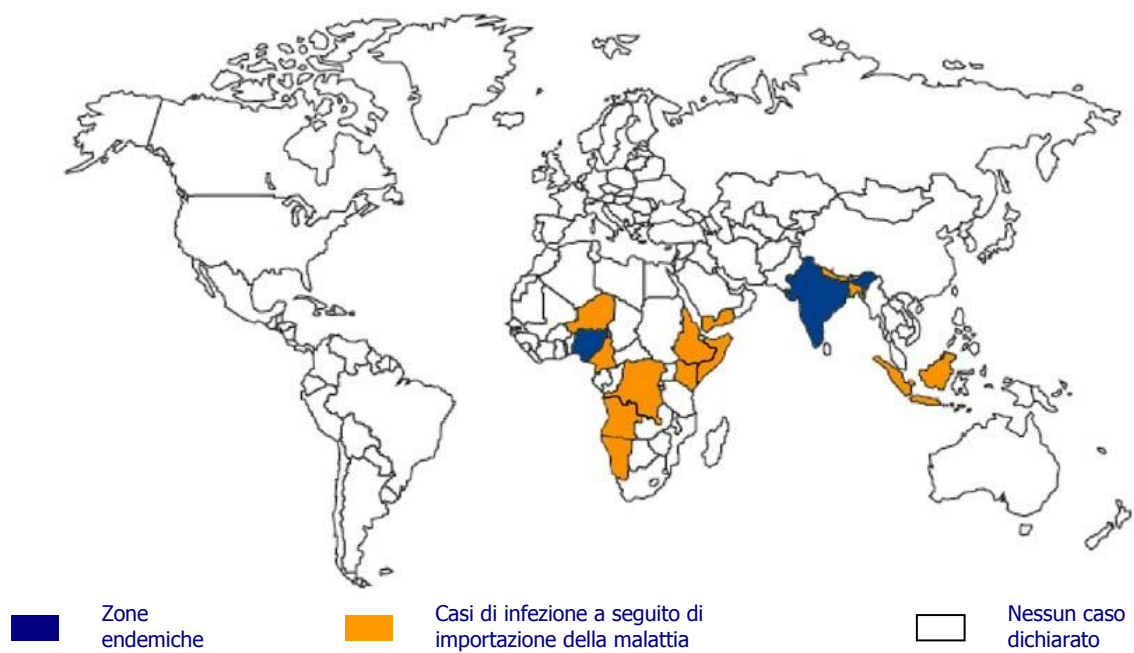 Zone
endemiche
Casi di infezione a seguito di
importazione della malattia
Nessun caso
dichiarato